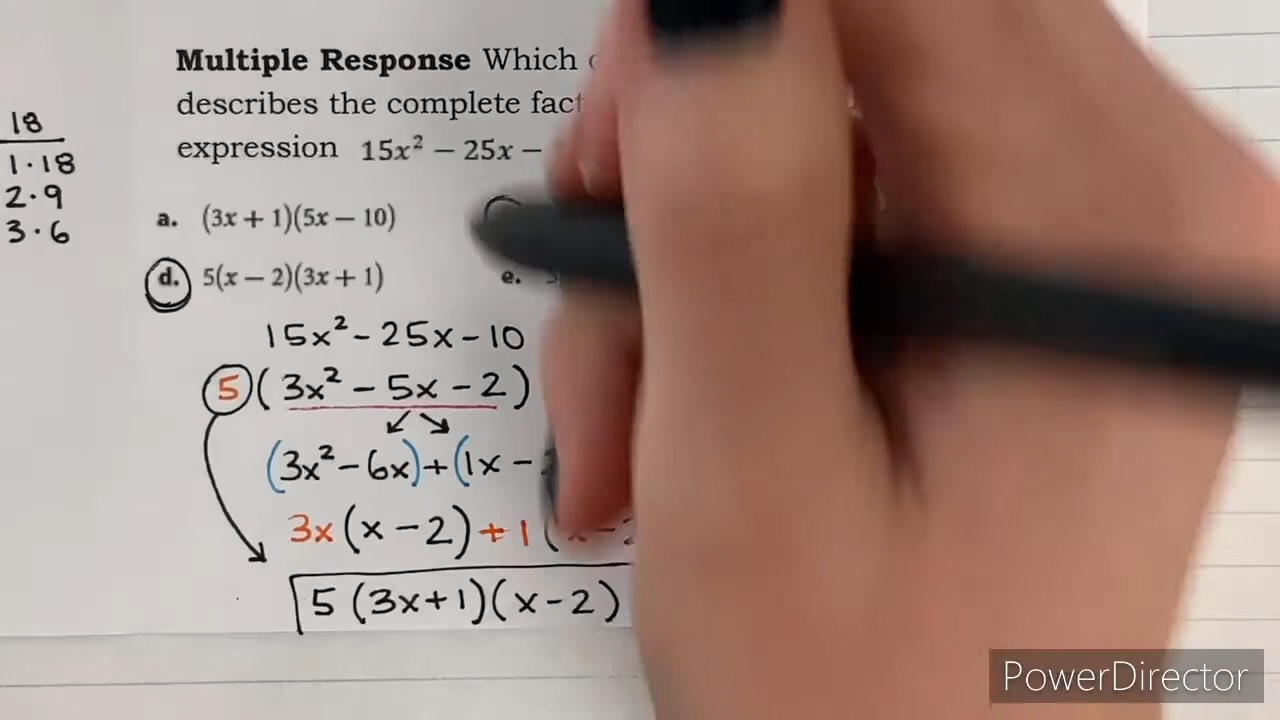 Multiple Response Which
describes the complete fact
expression 15x² – 25x –
18
1·18
2·9
3·6
a. (3x + 1)(5x – 10)
d. 5(x – 2)(3x + 1) e.
15x² - 25x - 10
5(3x² - 5x - 2)
(3x² - 6x) + (1x -
3x(x - 2) + 1(x -
5(3x+1)(x-2)
PowerDirector